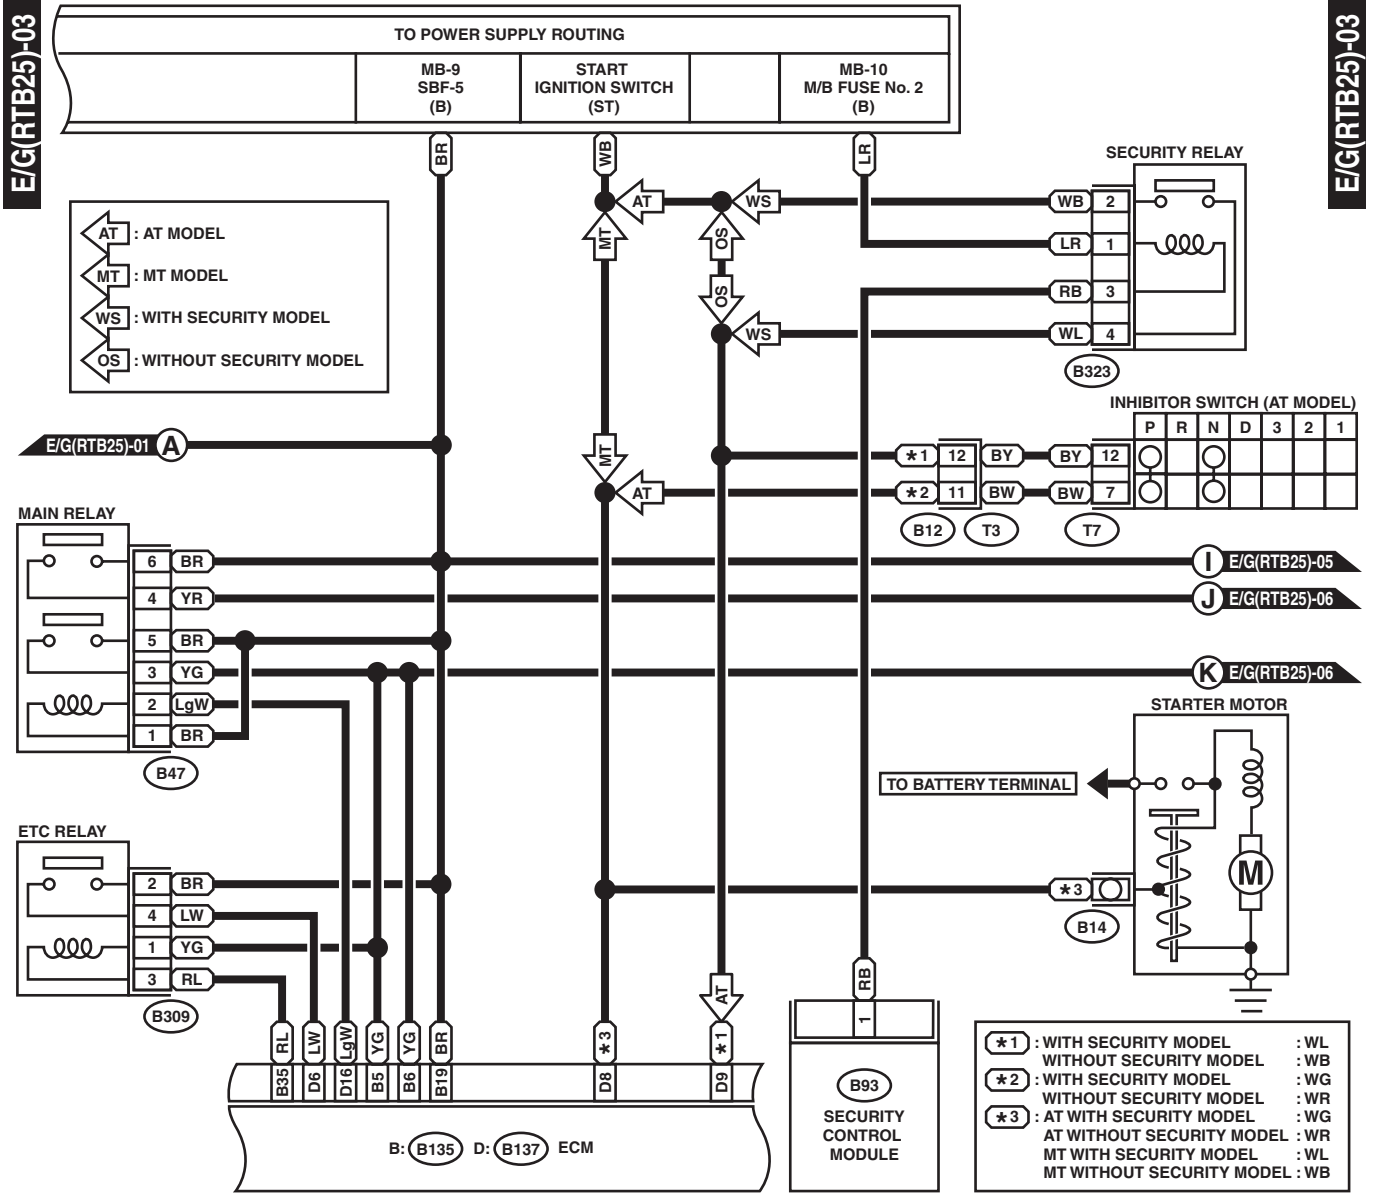 E/G(RTB25)-03
E/G(RTB25)-03
TO POWER SUPPLY ROUTING
MB-9
SBF-5
(B)
START
IGNITION SWITCH
(ST)
MB-10
M/B FUSE No. 2
(B)
BR
WB
LR
SECURITY RELAY
AT
WS
WB 2
LR 1
RB 3
WL 4
B323
MT
OS
OS
WS
AT : AT MODEL
MT : MT MODEL
WS : WITH SECURITY MODEL
OS : WITHOUT SECURITY MODEL
INHIBITOR SWITCH (AT MODEL)
P R N D 3 2 1
E/G(RTB25)-01 A
MT
AT
*1 12 BY BY 12
*2 11 BW BW 7
B12 T3 T7
MAIN RELAY
6 BR
4 YR
5 BR
3 YG
2 LgW
1 BR
B47
I E/G(RTB25)-05
J E/G(RTB25)-06
K E/G(RTB25)-06
STARTER MOTOR
TO BATTERY TERMINAL
M
*3
B14
ETC RELAY
2 BR
4 LW
1 YG
3 RL
B309
AT
RB
1
RL LW LgW YG YG BR *3 *1
B35 D6 D16 B5 B6 B19 D8 D9
B: B135 D: B137 ECM
B93
SECURITY
CONTROL
MODULE
*1 : WITH SECURITY MODEL : WL
WITHOUT SECURITY MODEL : WB
*2 : WITH SECURITY MODEL : WG
WITHOUT SECURITY MODEL : WR
*3 : AT WITH SECURITY MODEL : WG
AT WITHOUT SECURITY MODEL : WR
MT WITH SECURITY MODEL : WL
MT WITHOUT SECURITY MODEL : WB